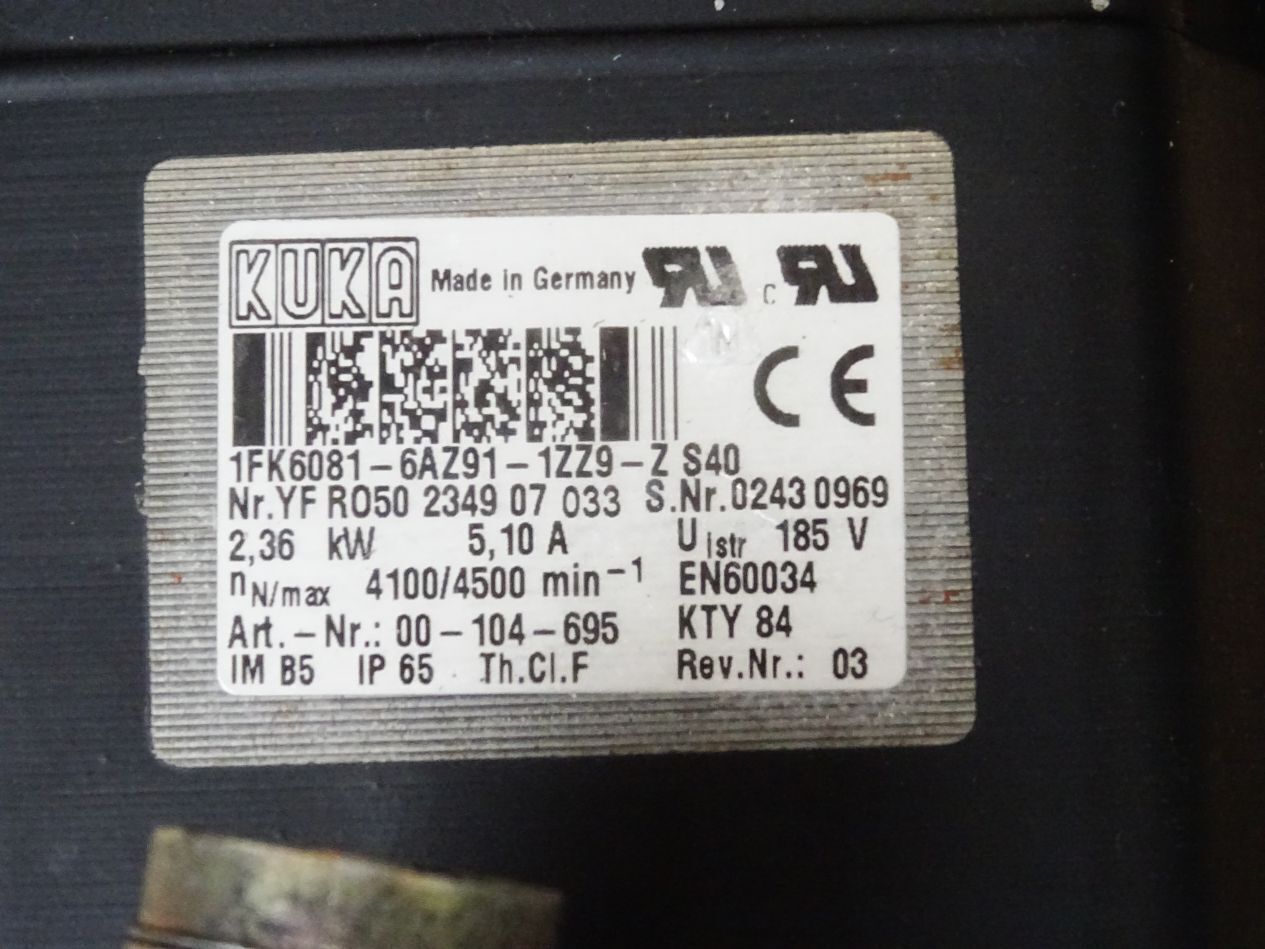 KUKA Made in Germany
C
CE
1FK6081-6AZ91-1ZZ9-Z S40
Nr.YF RO50 2349 07 033 S.Nr.02430969
2,36 kW 5,10 A U istr 185 V
nN/max 4100/4500 min-1 EN60034
Art.-Nr.: 00-104-695 KTY 84
IM B5 IP 65 Th.Cl.F Rev.Nr.: 03